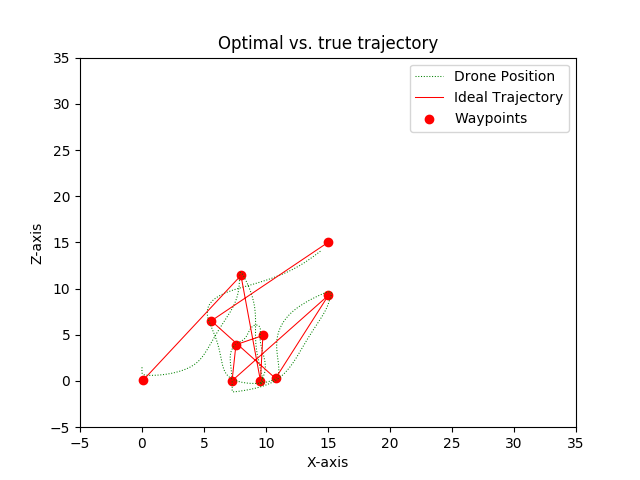 Optimal vs. true trajectory
Drone Position
Ideal Trajectory
Waypoints
Z-axis
35
30
25
20
15
10
5
0
−5
−5 0 5 10 15 20 25 30 35
X-axis